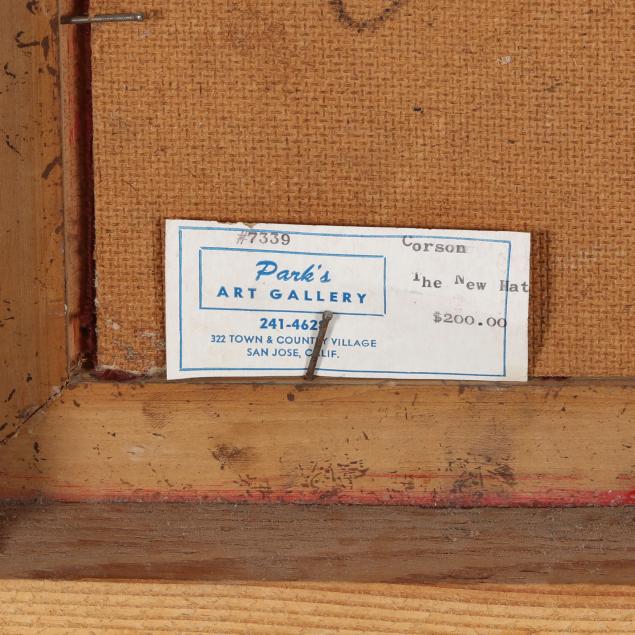 #7339
Park's
ART GALLERY
322 TOWN & COUNTRY VILLAGE
SAN JOSE, CALIF.
Corson
The New Hat
$200.00